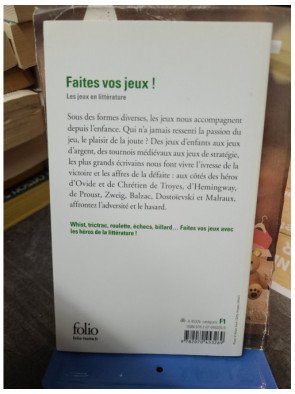 Faites vos jeux !
Les jeux en littérature
Sous des formes diverses, les jeux nous accompagnent
depuis l'enfance. Qui n'a jamais ressenti la passion du
jeu, le plaisir de la joute ? Des jeux d'enfants aux jeux
d'argent, des tournois médiévaux aux jeux de stratégie,
les plus grands écrivains nous font vivre l'ivresse de la
victoire et les affres de la défaite : aux côtés des héros
d'Ovide et de Chrétien de Troyes, d'Hemingway,
de Proust, Zweig, Balzac, Dostoïevski et Malraux,
affrontez l'adversité et le hasard.
Whist, trictrac, roulette, échecs, billard... Faites vos jeux avec
les héros de la littérature !
folio
www.folio-lesite.fr